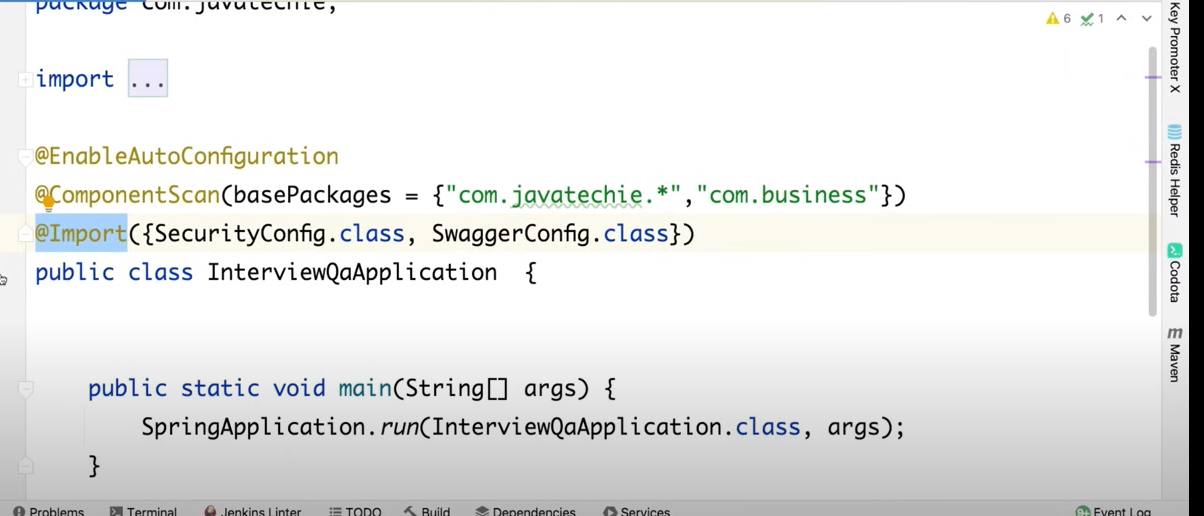 package com.javatechie;
6 1
import ...
@EnableAutoConfiguration
@ComponentScan(basePackages = {"com.javatechie.*","com.business"})
@Import({SecurityConfig.class, SwaggerConfig.class})
public class InterviewQaApplication {
public static void main(String[] args) {
SpringApplication.run(InterviewQaApplication.class, args);
}
Key Promoter X
Redis Helper
Codota
m Maven
Problems Terminal Jenkins Linter TODO Build Dependencies Services Event Log